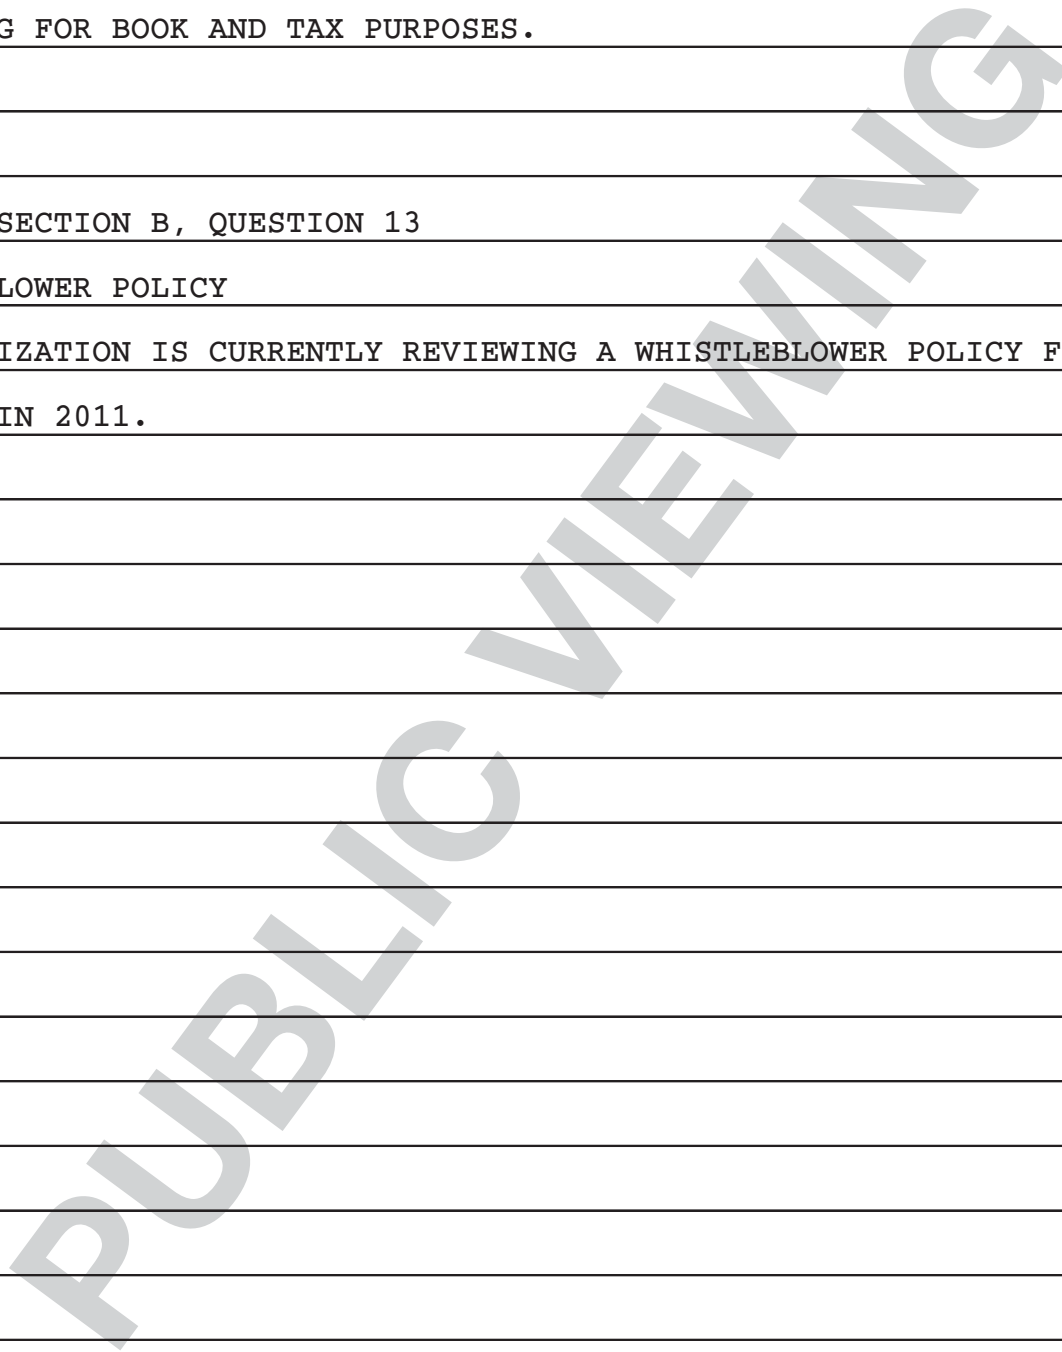 G FOR BOOK AND TAX PURPOSES.
SECTION B, QUESTION 13
LOWER POLICY
IZATION IS CURRENTLY REVIEWING A WHISTLEBLOWER POLICY F
IN 2011.
PUBLIC VIEWING